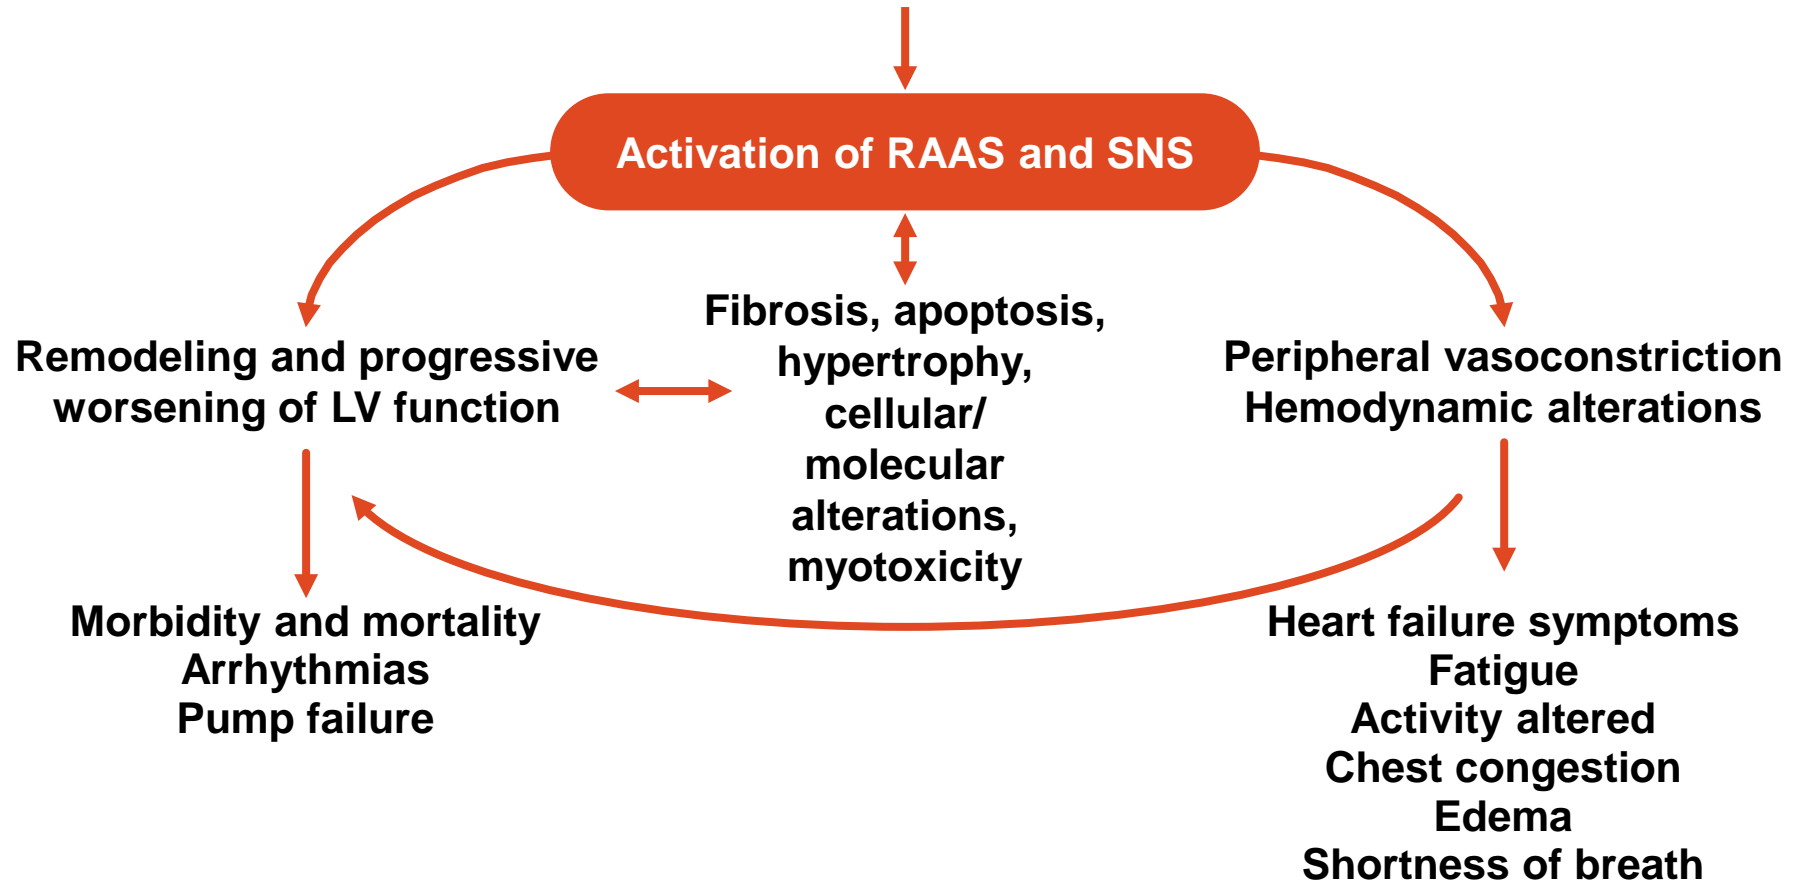 Activation of RAAS and SNS
Remodeling and progressive
worsening of LV function
Fibrosis, apoptosis,
hypertrophy,
cellular/
molecular
alterations,
myotoxicity
Peripheral vasoconstriction
Hemodynamic alterations
Morbidity and mortality
Arrhythmias
Pump failure
Heart failure symptoms
Fatigue
Activity altered
Chest congestion
Edema
Shortness of breath